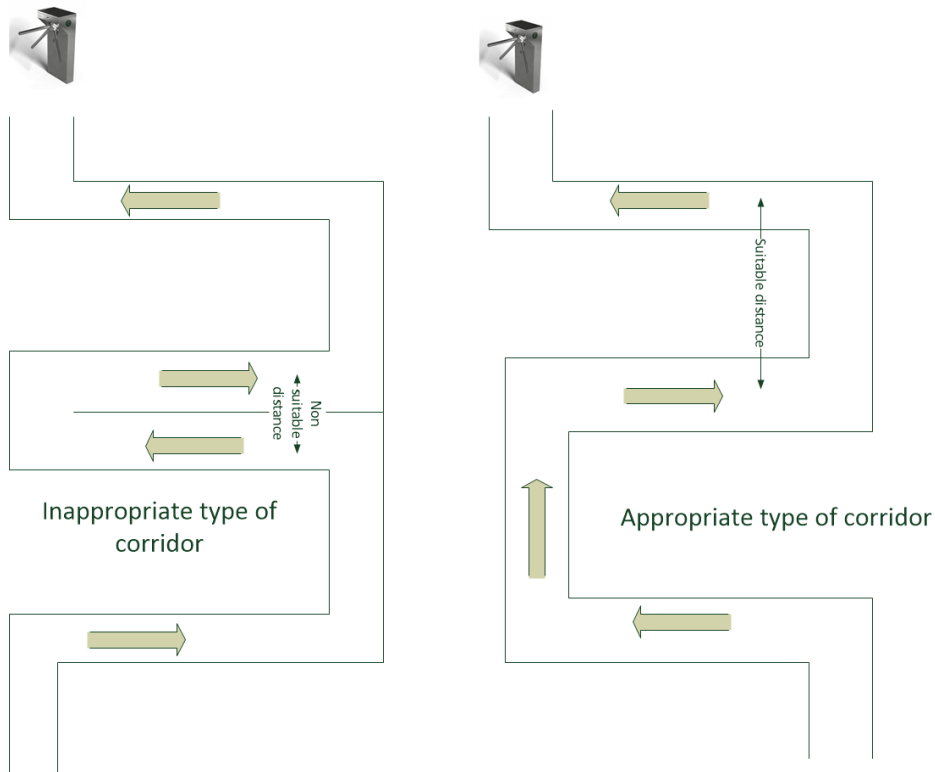 Suitable distance
Non
suitable
distance
Inappropriate type of
corridor
Appropriate type of corridor